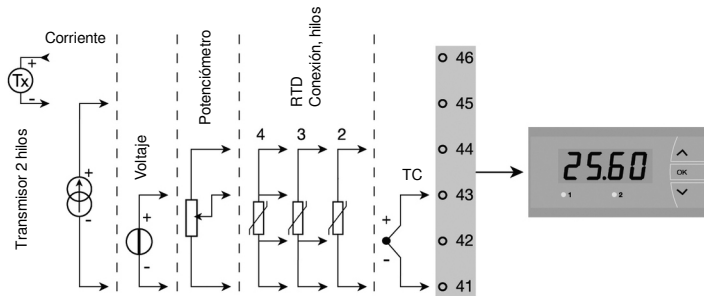 Corriente
+
Tx
-
Transmisor 2 hilos
+
-
Voltaje
+
-
Potenciómetro
RTD
Conexión, hilos
4 3 2
TC
+
-
46
45
44
43
42
41
25.60
1 2
OK